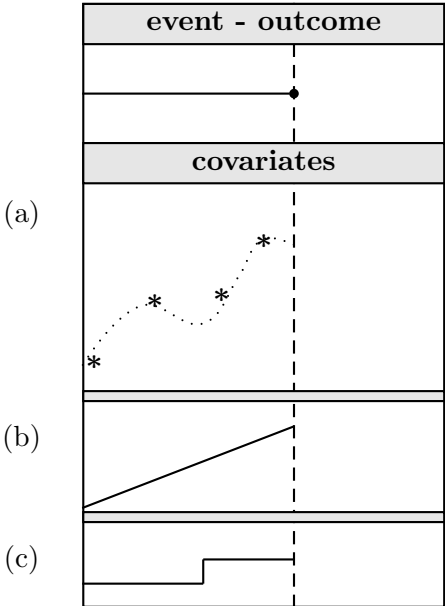 event - outcome
covariates
(a)
(b)
(c)